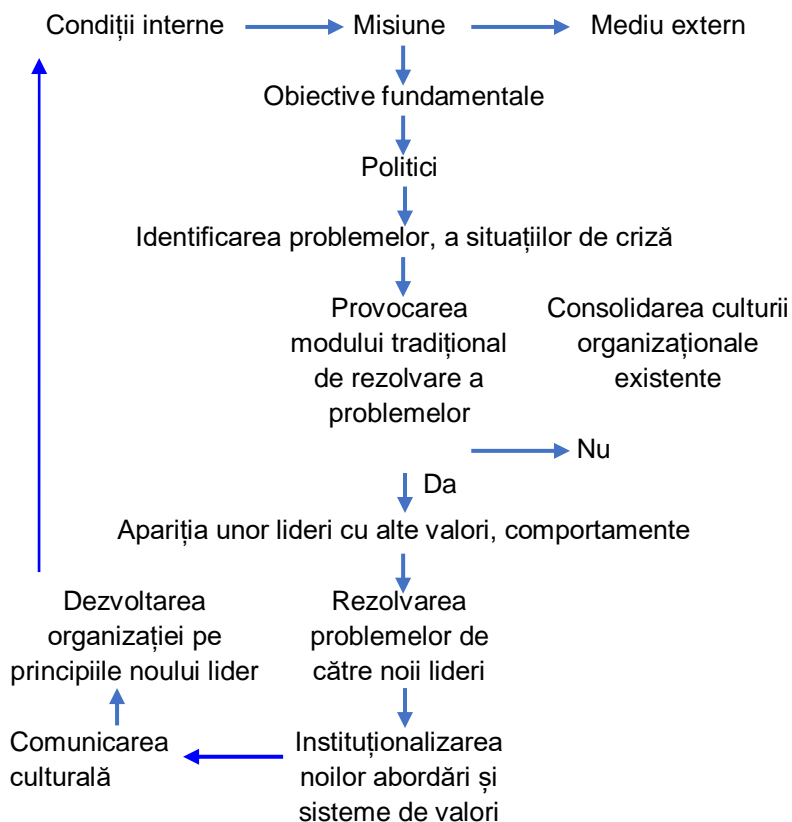 Condiții interne
Misiune
Mediu extern
Obiective fundamentale
Politici
Identificarea problemelor, a situațiilor de criză
Provocarea
modului tradițional
de rezolvare a
problemelor
Consolidarea culturii
organizaționale
existente
Nu
Da
Apariția unor lideri cu alte valori, comportamente
Dezvoltarea
organizației pe
principiile noului lider
Rezolvarea
problemelor de
către noii lideri
Comunicarea
culturală
Instituționalizarea
noilor abordări și
sisteme de valori